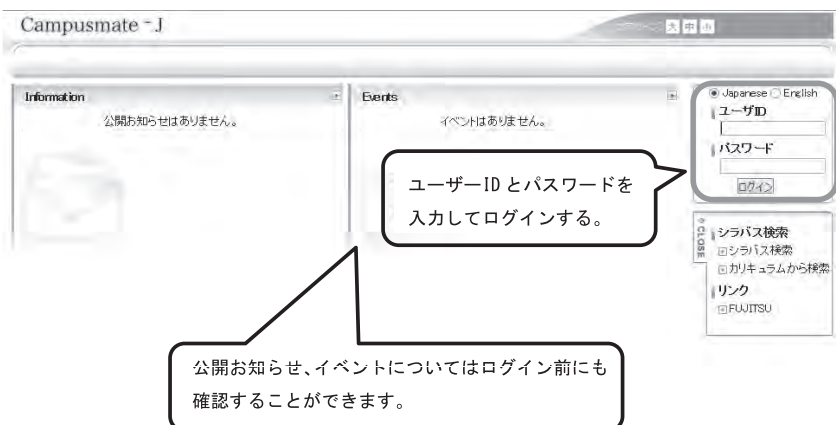 Campusmate-J
大 中 小
Information
公開お知らせはありません。
Events
イベントはありません。
Japanese English
ユーザID
パスワード
ログイン
ユーザーIDとパスワードを
入力してログインする。
CLOSE
シラバス検索
シラバス検索
カリキュラムから検索
リンク
FUJITSU
公開お知らせ、イベントについてはログイン前にも
確認することができます。